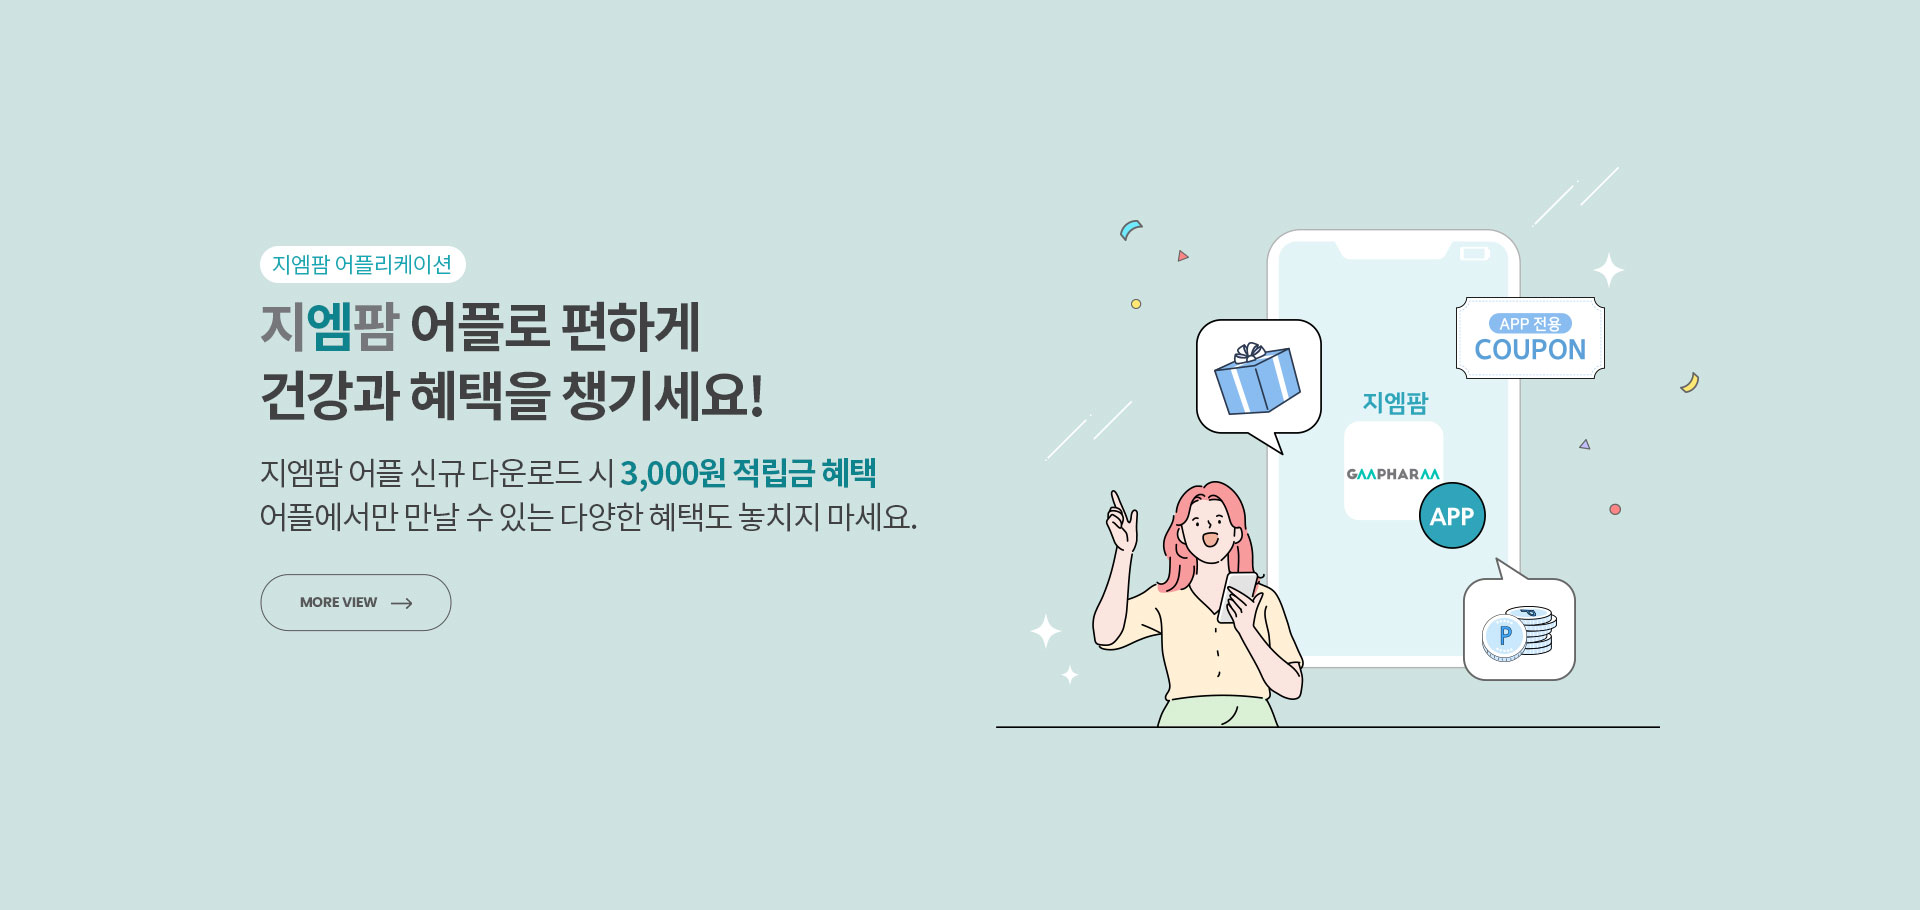 지엠팜 어플리케이션
지엠팜 어플로 편하게
건강과 혜택을 챙기세요!
지엠팜 어플 신규 다운로드 시 3,000원 적립금 혜택
어플에서만 만날 수 있는 다양한 혜택도 놓치지 마세요.
MORE VIEW
APP 전용
COUPON
지엠팜
GMPHARM
APP
P
P